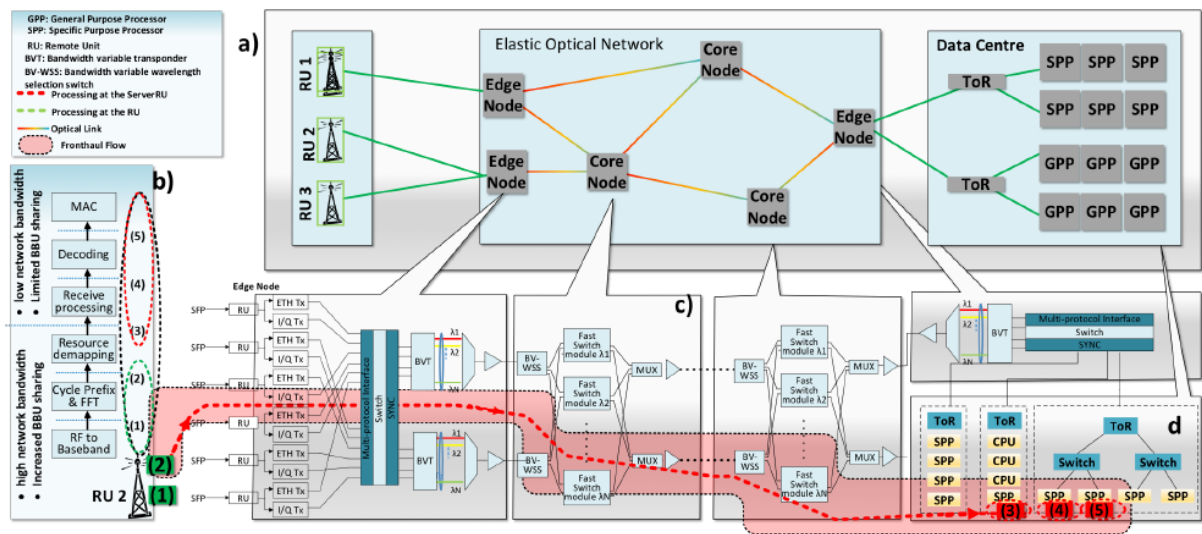 GPP: General Purpose Processor
SPP: Specific Purpose Processor
RU: Remote Unit
BVT: Bandwidth variable transponder
BV-WSS: Bandwidth variable wavelength
selection switch
Processing at the ServerRU
Processing at the RU
Optical Link
Fronthaul Flow
a)
RU 1
RU 2
RU 3
Elastic Optical Network
Edge
Node
Edge
Node
Core
Node
Core
Node
Core
Node
Edge
Node
Data Centre
ToR
SPP SPP SPP
SPP SPP SPP
ToR
GPP GPP GPP
GPP GPP GPP
b)
• low network bandwidth
• Limited BBU sharing
• high network bandwidth
• Increased BBU sharing
MAC
Decoding
Receive
processing
Resource
demapping
Cycle Prefix
& FFT
RF to
Baseband
(5)
(4)
(3)
(2)
(1)
RU 2
(2)
(1)
Edge Node
SFP RU ETH Tx
I/Q Tx
SFP RU ETH Tx
I/Q Tx
SFP RU ETH Tx
I/Q Tx
SFP RU ETH Tx
I/Q Tx
SFP RU ETH Tx
I/Q Tx
SFP RU ETH Tx
I/Q Tx
Multi-protocol Interface
Switch
SYNC
BVT
λ1
λ2
λN
BVT
λ1
λ2
λN
c)
BV-
WSS
BV-
WSS
Fast
Switch
module λ1
Fast
Switch
module λ2
Fast
Switch
module λN
MUX
MUX
BV-
WSS
BV-
WSS
Fast
Switch
module λ1
Fast
Switch
module λ2
Fast
Switch
module λN
MUX
MUX
λ1
λ2
λN
BVT
Multi-protocol Interface
Switch
SYNC
d
ToR
SPP
SPP
SPP
SPP
ToR
CPU
CPU
CPU
SPP
(3)
ToR
Switch Switch
SPP SPP SPP SPP
(4) (5)